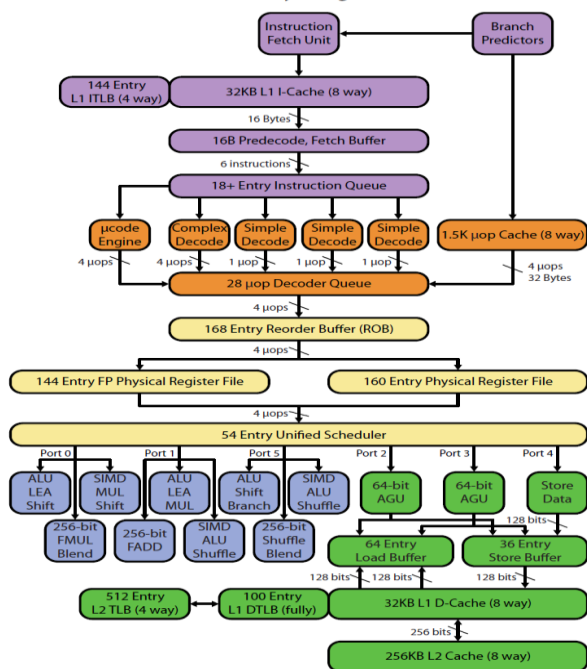 Instruction
Fetch Unit
Branch
Predictors
144 Entry
L1 ITLB (4 way)
32KB L1 I-Cache (8 way)
16 Bytes
16B Predecode, Fetch Buffer
6 instructions
18+ Entry Instruction Queue
µcode
Engine
Complex
Decode
Simple
Decode
Simple
Decode
Simple
Decode
1.5K µop Cache (8 way)
4 µops
4 µops
1 µop
1 µop
1 µop
4 µops
32 Bytes
28 µop Decoder Queue
4 µops
168 Entry Reorder Buffer (ROB)
4 µops
144 Entry FP Physical Register File
160 Entry Physical Register File
4 µops
54 Entry Unified Scheduler
Port 0
Port 1
Port 5
Port 2
Port 3
Port 4
ALU
LEA
Shift
SIMD
MUL
Shift
ALU
LEA
MUL
ALU
Shift
Branch
SIMD
ALU
Shuffle
64-bit
AGU
64-bit
AGU
Store
Data
256-bit
FMUL
Blend
256-bit
FADD
SIMD
ALU
Shuffle
256-bit
Shuffle
Blend
128 bits
64 Entry
Load Buffer
36 Entry
Store Buffer
128 bits
128 bits
128 bits
512 Entry
L2 TLB (4 way)
100 Entry
L1 DTLB (fully)
32KB L1 D-Cache (8 way)
256 bits
256KB L2 Cache (8 way)